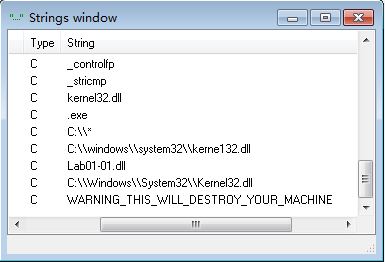 Strings window
Type String
C _controlfp
C _stricmp
C kernel32.dll
C .exe
C C:\\*
C C:\\windows\\system32\\kerne132.dll
C Lab01-01.dll
C C:\\Windows\\System32\\Kernel32.dll
C WARNING_THIS_WILL_DESTROY_YOUR_MACHINE